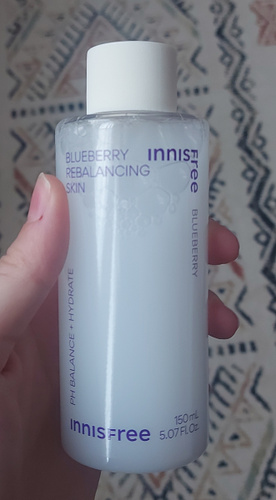 BLUEBERRY
REBALANCING
SKIN
INNISFree
BLUEBERRY
PH BALANCE + HYDRATE
INNISFree
150 mL
5.07 Fl.Oz.